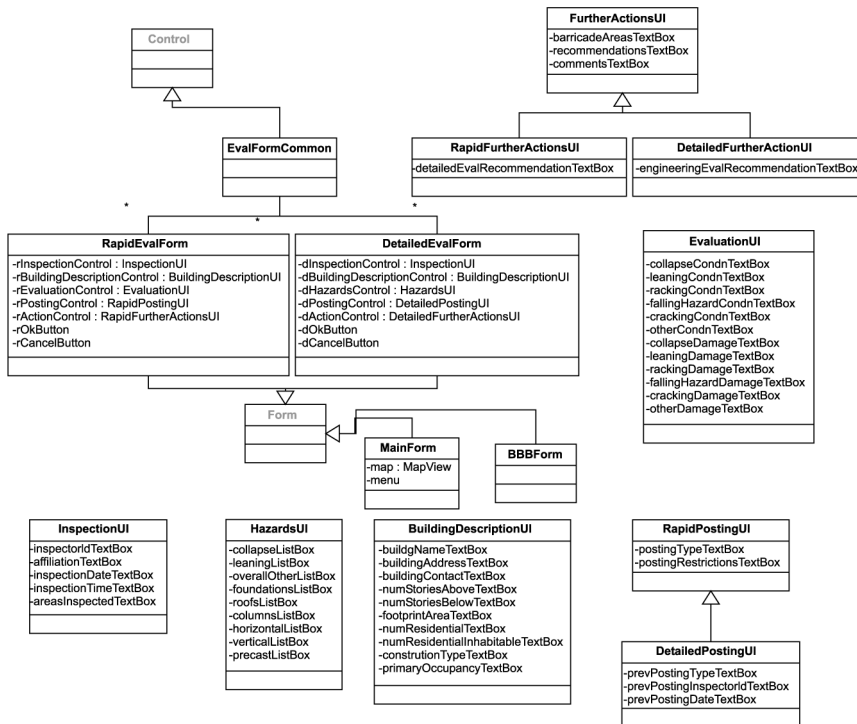 Control
FurtherActionsUI
-barricadeAreasTextBox
-recommendationsTextBox
-commentsTextBox
EvalFormCommon
RapidFurtherActionsUI
-detailedEvalRecommendationTextBox
DetailedFurtherActionUI
-engineeringEvalRecommendationTextBox
*
*
*
RapidEvalForm
-rInspectionControl : InspectionUI
-rBuildingDescriptionControl : BuildingDescriptionUI
-rEvaluationControl : EvaluationUI
-rPostingControl : RapidPostingUI
-rActionControl : RapidFurtherActionsUI
-rOkButton
-rCancelButton
DetailedEvalForm
-dInspectionControl : InspectionUI
-dBuildingDescriptionControl : BuildingDescriptionUI
-dHazardsControl : HazardsUI
-dPostingControl : DetailedPostingUI
-dActionControl : DetailedFurtherActionsUI
-dOkButton
-dCancelButton
EvaluationUI
-collapseCondnTextBox
-leaningCondnTextBox
-rackingCondnTextBox
-fallingHazardCondnTextBox
-crackingCondnTextBox
-otherCondnTextBox
-collapseDamageTextBox
-leaningDamageTextBox
-rackingDamageTextBox
-fallingHazardDamageTextBox
-crackingDamageTextBox
-otherDamageTextBox
Form
MainForm
-map : MapView
-menu
BBBForm
InspectionUI
-inspectorIdTextBox
-affiliationTextBox
-inspectionDateTextBox
-inspectionTimeTextBox
-areasInspectedTextBox
HazardsUI
-collapseListBox
-leaningListBox
-overallOtherListBox
-foundationsListBox
-roofsListBox
-columnsListBox
-horizontalListBox
-verticalListBox
-precastListBox
BuildingDescriptionUI
-buildgNameTextBox
-buildingAddressTextBox
-buildingContactTextBox
-numStoriesAboveTextBox
-numStoriesBelowTextBox
-footprintAreaTextBox
-numResidentialTextBox
-numResidentialInhabitableTextBox
-construtionTypeTextBox
-primaryOccupancyTextBox
RapidPostingUI
-postingTypeTextBox
-postingRestrictionsTextBox
DetailedPostingUI
-prevPostingTypeTextBox
-prevPostingInspectorIdTextBox
-prevPostingDateTextBox